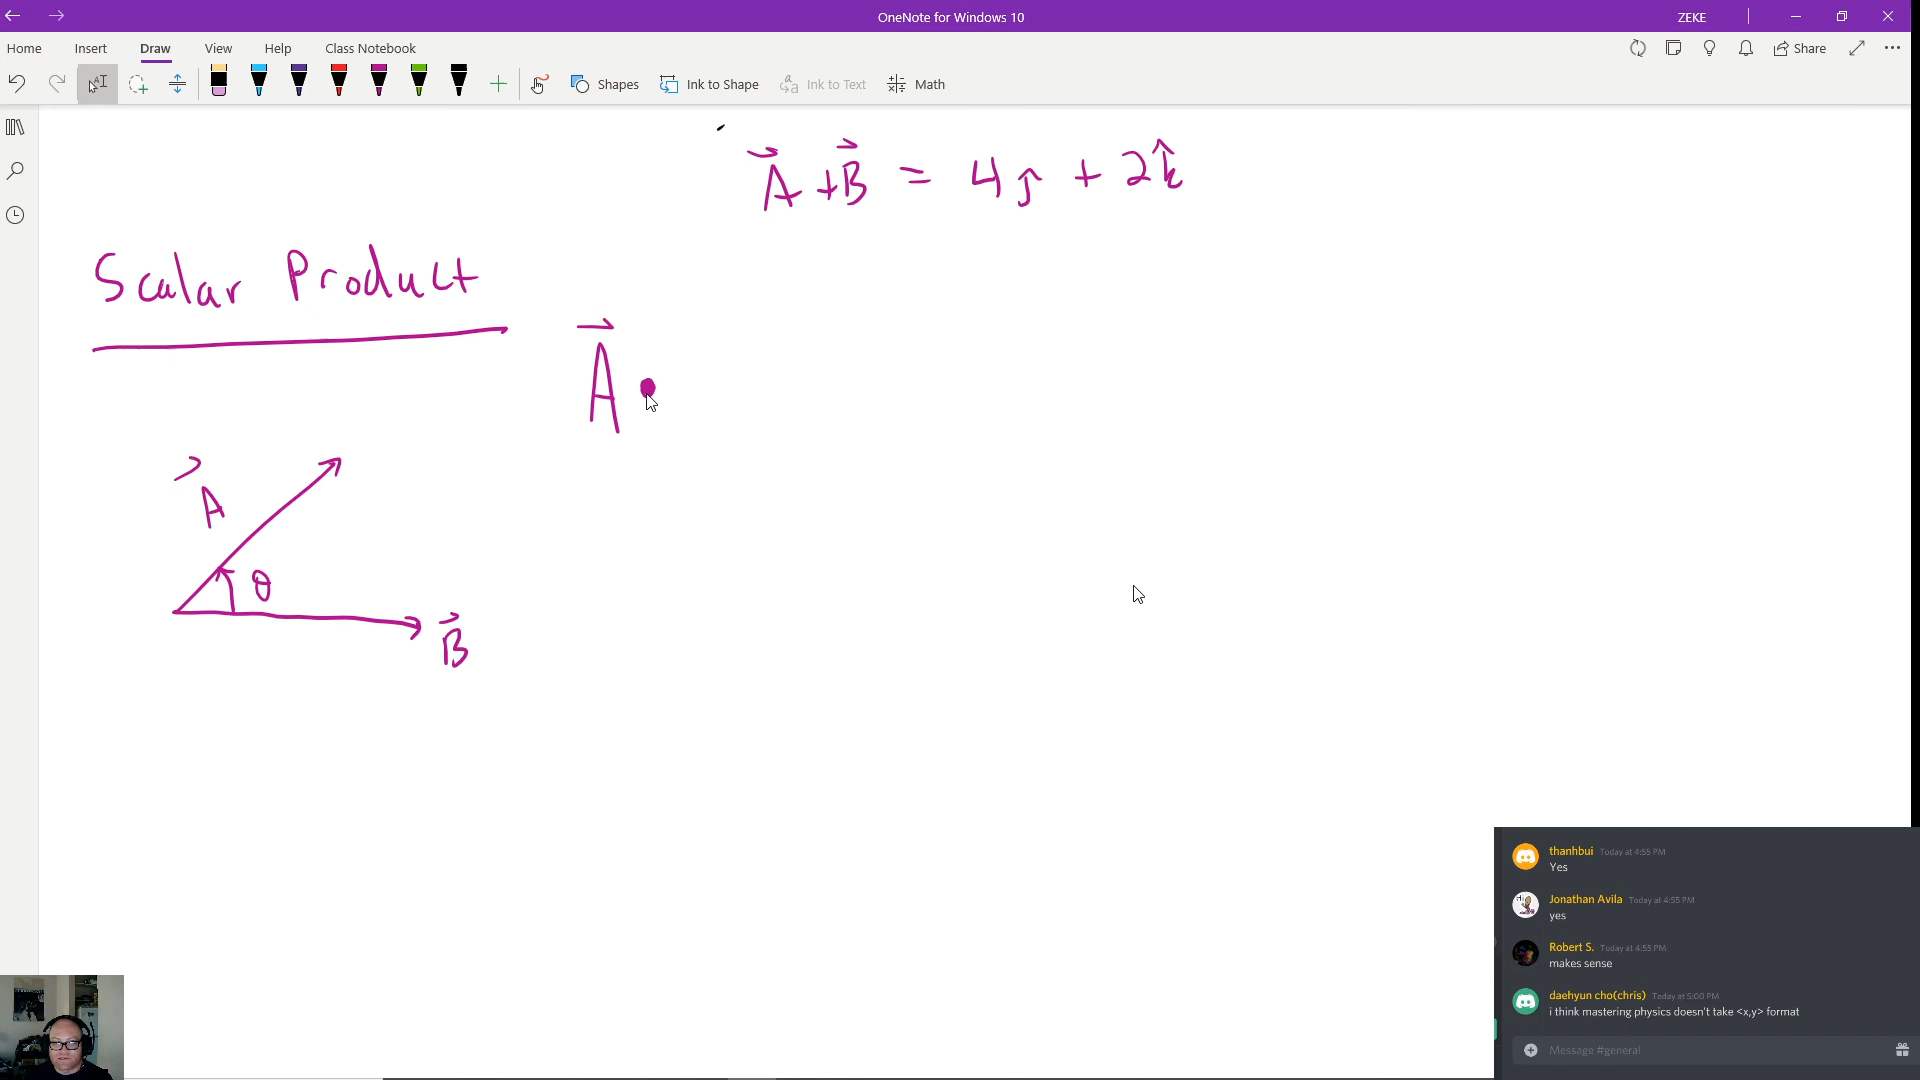 OneNote for Windows 10
ZEKE
Home Insert Draw View Help Class Notebook
Share
Shapes Ink to Shape Ink to Text Math
A⃗ + B⃗ = 4ĵ + 2k̂
Scalar Product
A⃗ •
A⃗
θ
B⃗
thanhbui Today at 4:55 PM
Yes
Jonathan Avila Today at 4:55 PM
yes
Robert S. Today at 4:55 PM
makes sense
daehyun cho(chris) Today at 5:00 PM
i think mastering physics doesn't take <x,y> format
Message #general